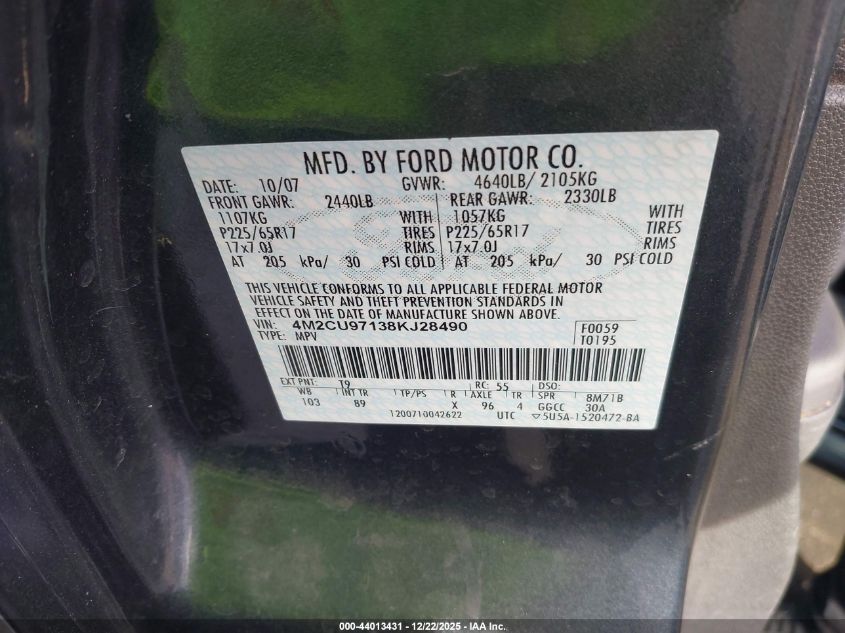 MFD. BY FORD MOTOR CO.
DATE: 10/07 GVWR: 4640LB/ 2105KG
FRONT GAWR: 2440LB REAR GAWR: 2330LB
1107KG WITH 1057KG WITH
P225/65R17 TIRES P225/65R17 TIRES
17x7.0J RIMS 17x7.0J RIMS
AT 205 kPa/ 30 PSI COLD AT 205 kPa/ 30 PSI COLD
THIS VEHICLE CONFORMS TO ALL APPLICABLE FEDERAL MOTOR
VEHICLE SAFETY AND THEFT PREVENTION STANDARDS IN
EFFECT ON THE DATE OF MANUFACTURE SHOWN ABOVE.
VIN: 4M2CU97138KJ28490 F0059
TYPE: MPV T0195
EXT PNT: T9 RC: 55 DSO:
WB INT TR TP/PS R AXLE TR SPR 8M71B
103 89 X 96 4 GGCC 30A
1200710042622 UTC ▽5U5A-1520472-BA
000-44013431 - 12/22/2025 - IAA Inc.